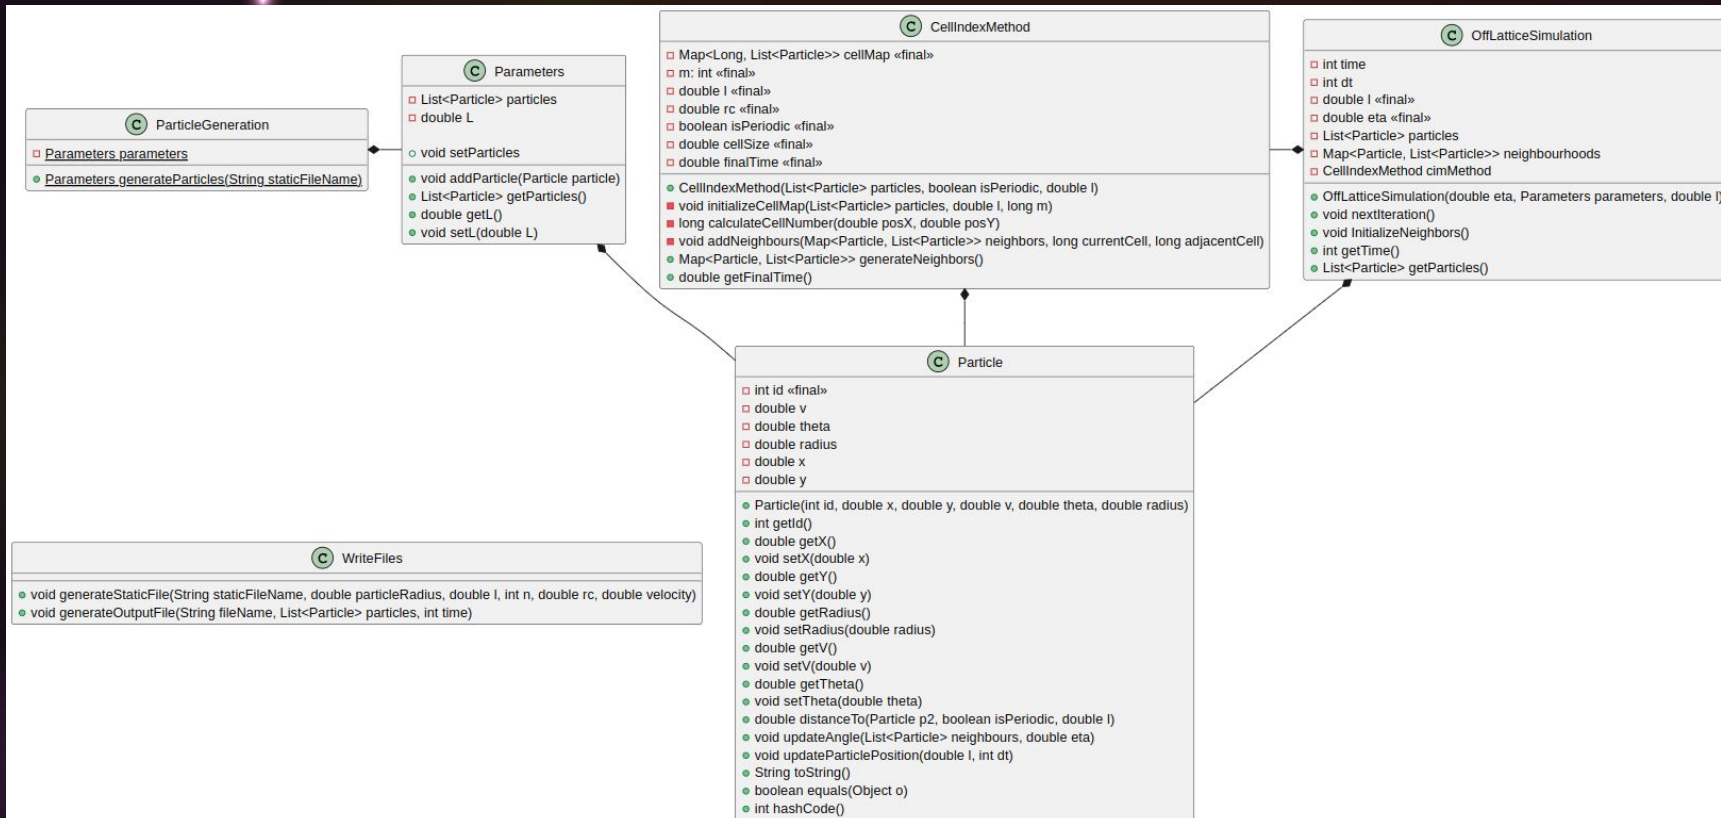 C ParticleGeneration
Parameters parameters
Parameters generateParticles(String staticFileName)
C Parameters
List<Particle> particles
double L
void setParticles
void addParticle(Particle particle)
List<Particle> getParticles()
double getL()
void setL(double L)
C CellIndexMethod
Map<Long, List<Particle>> cellMap «final»
m: int «final»
double l «final»
double rc «final»
boolean isPeriodic «final»
double cellSize «final»
double finalTime «final»
CellIndexMethod(List<Particle> particles, boolean isPeriodic, double l)
void initializeCellMap(List<Particle> particles, double l, long m)
long calculateCellNumber(double posX, double posY)
void addNeighbours(Map<Particle, List<Particle>> neighbors, long currentCell, long adjacentCell)
Map<Particle, List<Particle>> generateNeighbors()
double getFinalTime()
C OffLatticeSimulation
int time
int dt
double l «final»
double eta «final»
List<Particle> particles
Map<Particle, List<Particle>> neighbourhoods
CellIndexMethod cimMethod
OffLatticeSimulation(double eta, Parameters parameters, double l)
void nextIteration()
void InitializeNeighbors()
int getTime()
List<Particle> getParticles()
C Particle
int id «final»
double v
double theta
double radius
double x
double y
Particle(int id, double x, double y, double v, double theta, double radius)
int getId()
double getX()
void setX(double x)
double getY()
void setY(double y)
double getRadius()
void setRadius(double radius)
double getV()
void setV(double v)
double getTheta()
void setTheta(double theta)
double distanceTo(Particle p2, boolean isPeriodic, double l)
void updateAngle(List<Particle> neighbours, double eta)
void updateParticlePosition(double l, int dt)
String toString()
boolean equals(Object o)
int hashCode()
C WriteFiles
void generateStaticFile(String staticFileName, double particleRadius, double l, int n, double rc, double velocity)
void generateOutputFile(String fileName, List<Particle> particles, int time)